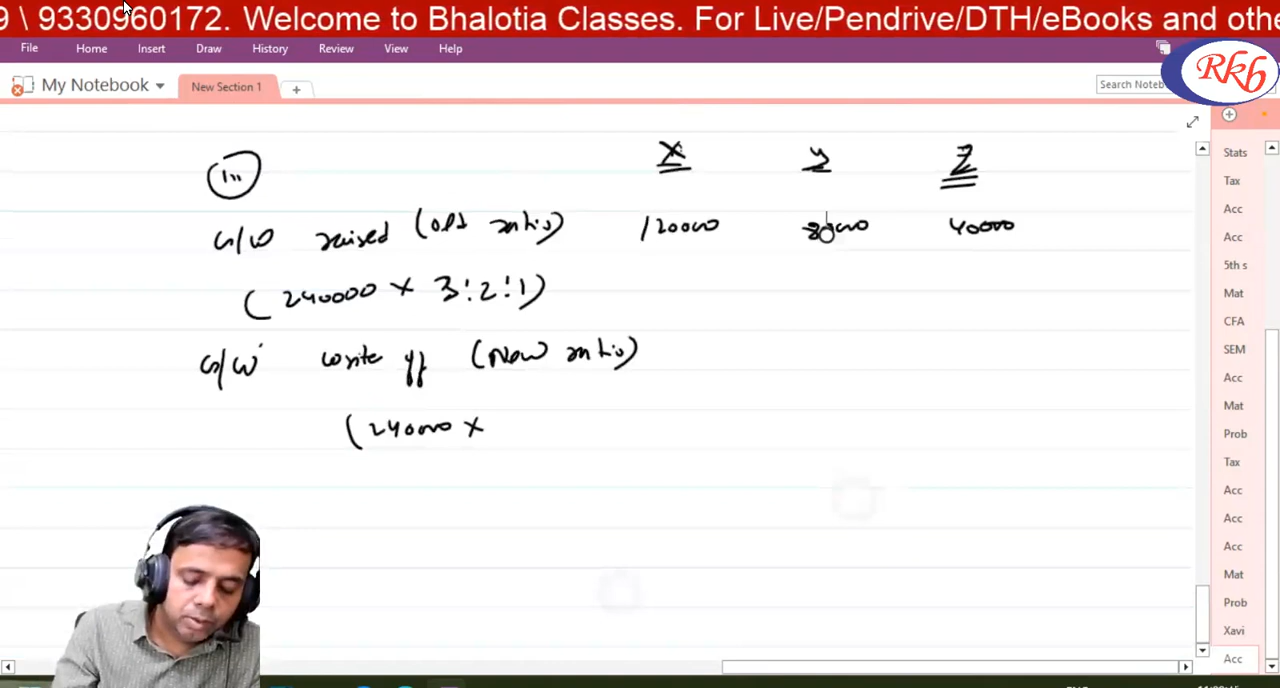 9 \ 9330960172. Welcome to Bhalotia Classes. For Live/Pendrive/DTH/eBooks and othe
File Home Insert Draw History Review View Help
Rkb
My Notebook New Section 1 + Search Noteb
X Y Z
(iii)
G/W raised (old ratio) 120000 80000 40000
(240000 x 3:2:1)
G/W write off (New ratio)
(240000 x
Stats
Tax
Acc
Acc
5th s
Mat
CFA
SEM
Acc
Mat
Prob
Tax
Acc
Acc
Acc
Mat
Prob
Xavi
Acc